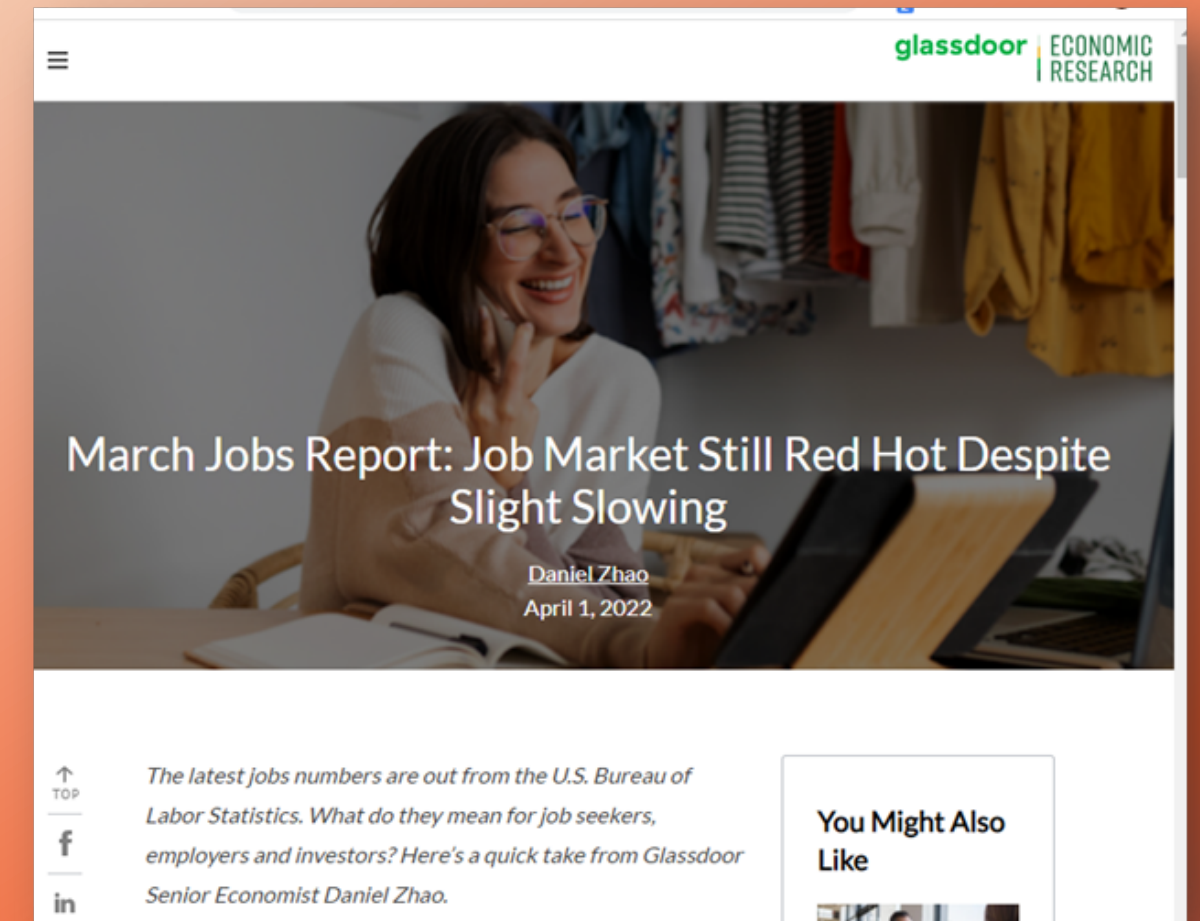 glassdoor
ECONOMIC
RESEARCH
March Jobs Report: Job Market Still Red Hot Despite
Slight Slowing
Daniel Zhao
April 1, 2022
TOP
f
in
The latest jobs numbers are out from the U.S. Bureau of
Labor Statistics. What do they mean for job seekers,
employers and investors? Here's a quick take from Glassdoor
Senior Economist Daniel Zhao.
You Might Also
Like